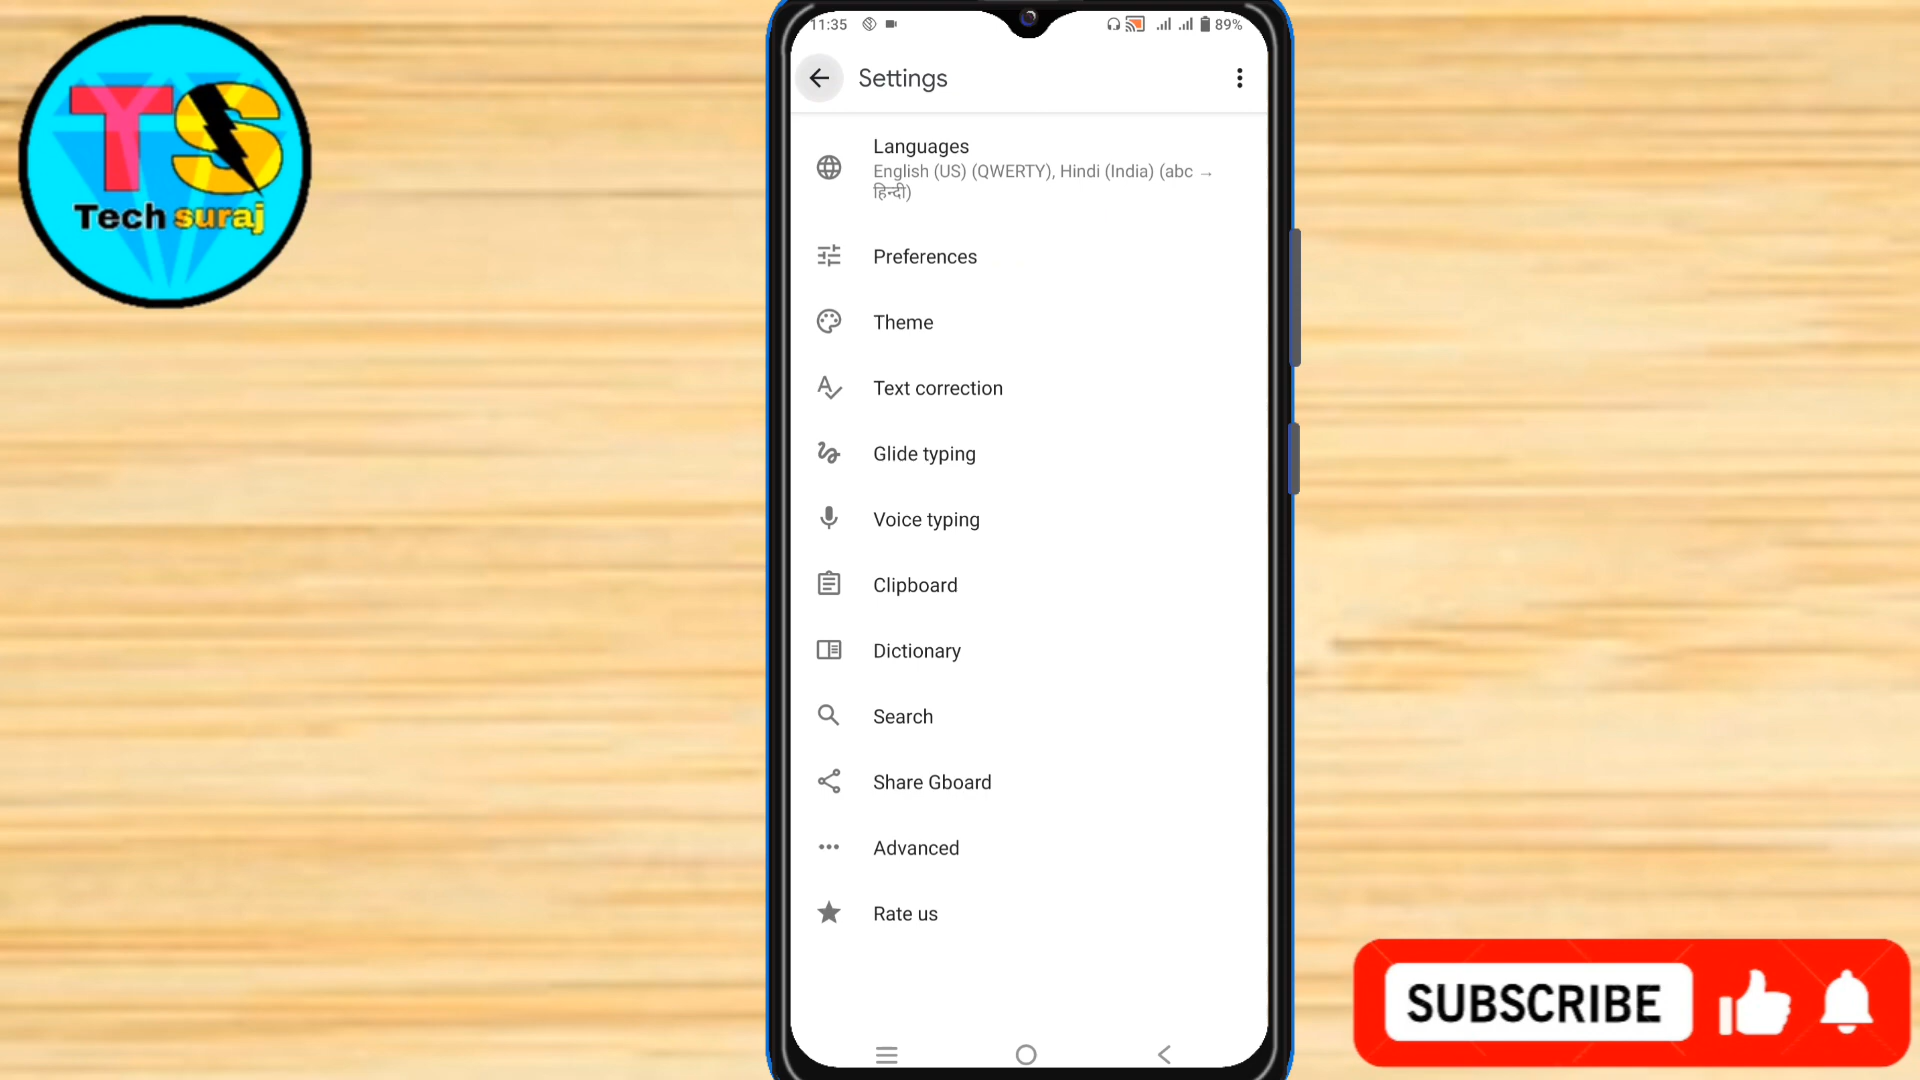 TS
Tech suraj
11:35
89%
Settings
Languages
English (US) (QWERTY), Hindi (India) (abc →
हिन्दी)
Preferences
Theme
Text correction
Glide typing
Voice typing
Clipboard
Dictionary
Search
Share Gboard
Advanced
Rate us
SUBSCRIBE